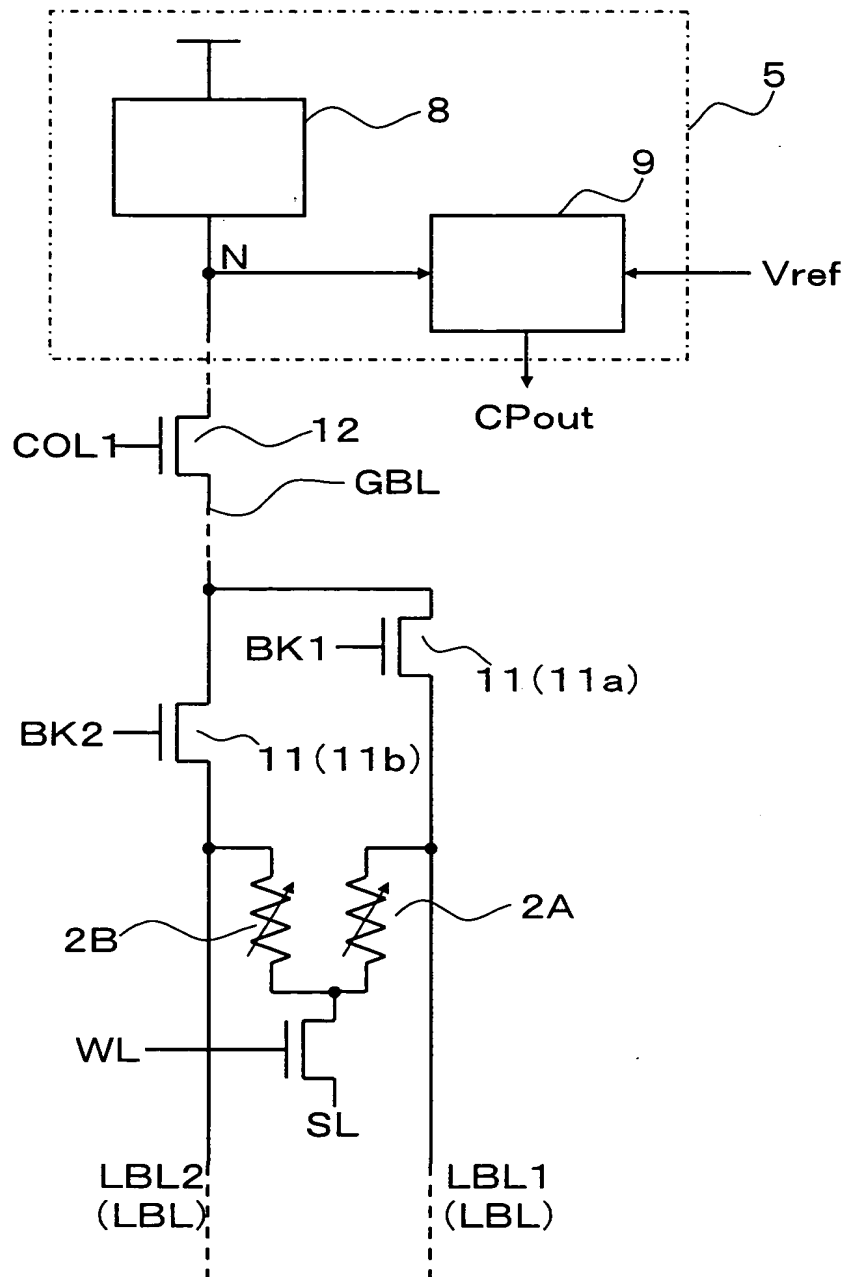 5
8
9
N
Vref
CPout
COL1
12
GBL
BK1
11(11a)
BK2
11(11b)
2B
2A
WL
SL
LBL2
(LBL)
LBL1
(LBL)